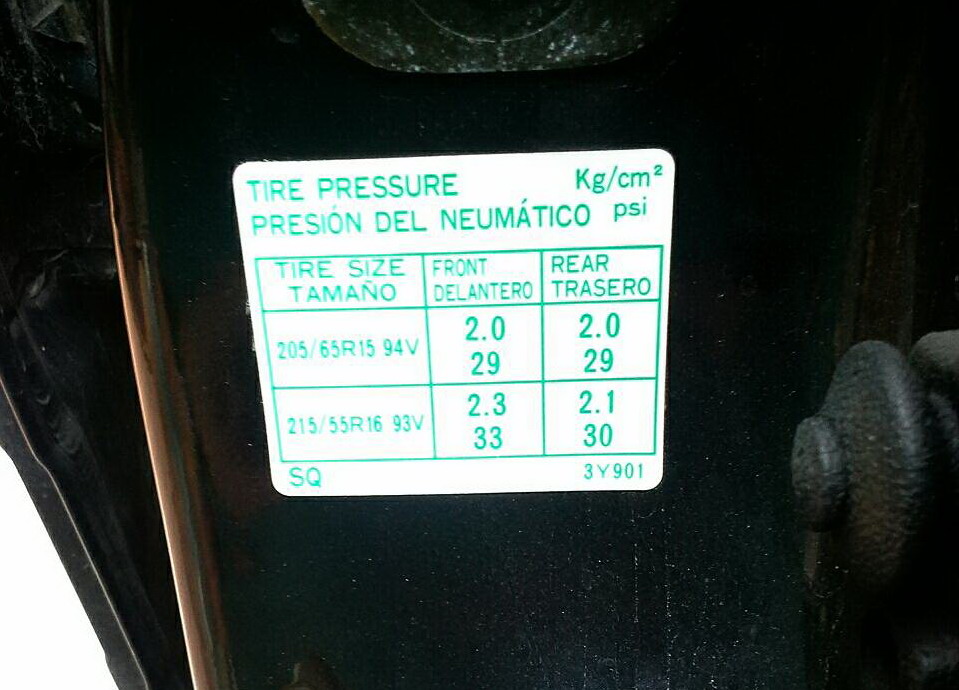 TIRE PRESSURE Kg/cm²
PRESIÓN DEL NEUMÁTICO psi
TIRE SIZE FRONT REAR
TAMAÑO DELANTERO TRASERO
205/65R15 94V 2.0 2.0
29 29
215/55R16 93V 2.3 2.1
33 30
SQ 3Y901